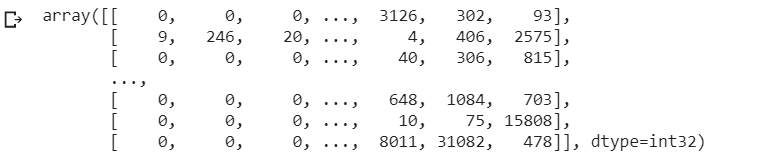 array([[    0,    0,    0, ..., 3126,  302,   93],
       [    9,  246,   20, ...,    4,  406, 2575],
       [    0,    0,    0, ...,   40,  306,  815],
       ...,
       [    0,    0,    0, ...,  648, 1084,  703],
       [    0,    0,    0, ...,   10,   75, 15808],
       [    0,    0,    0, ..., 8011, 31082,  478]], dtype=int32)